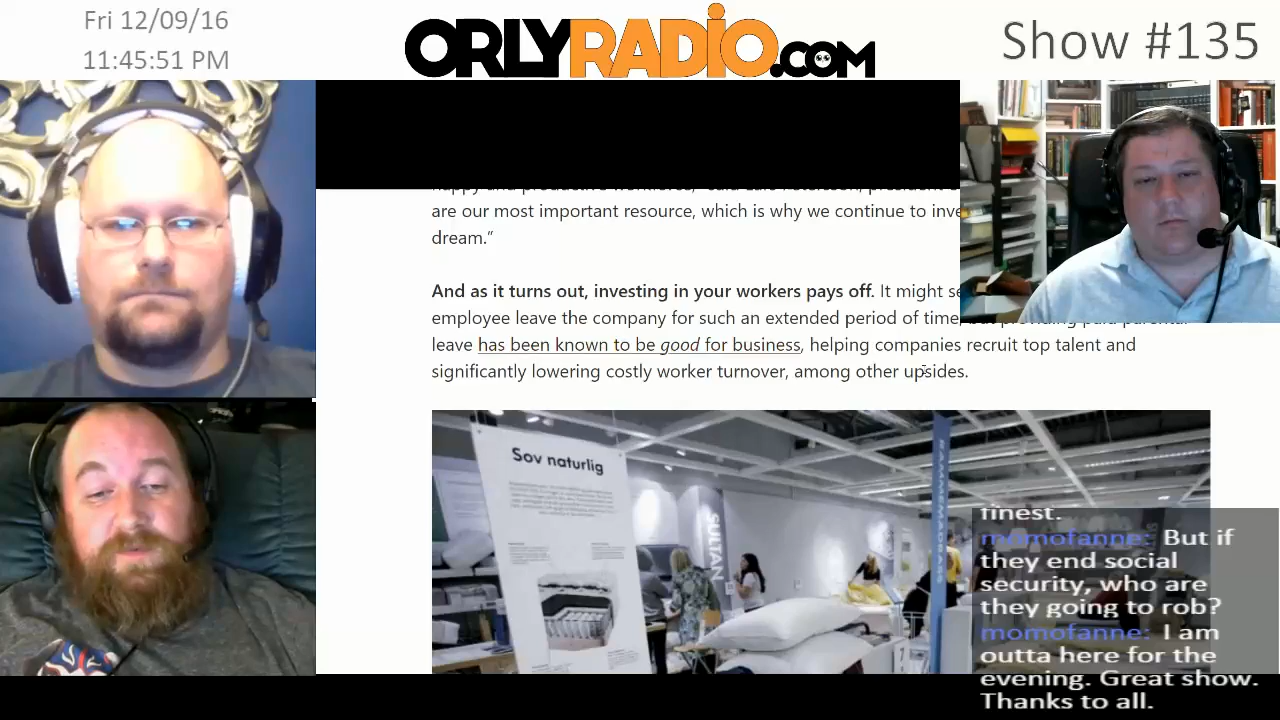 Fri 12/09/16
11:45:51 PM
ORLYRADIO.COM
Show #135
are our most important resource, which is why we continue to inve
dream.”
And as it turns out, investing in your workers pays off. It might se
employee leave the company for such an extended period of time, but providing paid parental
leave has been known to be good for business, helping companies recruit top talent and
significantly lowering costly worker turnover, among other upsides.
Sov naturlig
SULTAN
finest.
momofanne: But if
they end social
security, who are
they going to rob?
momofanne: I am
outta here for the
evening. Great show.
Thanks to all.